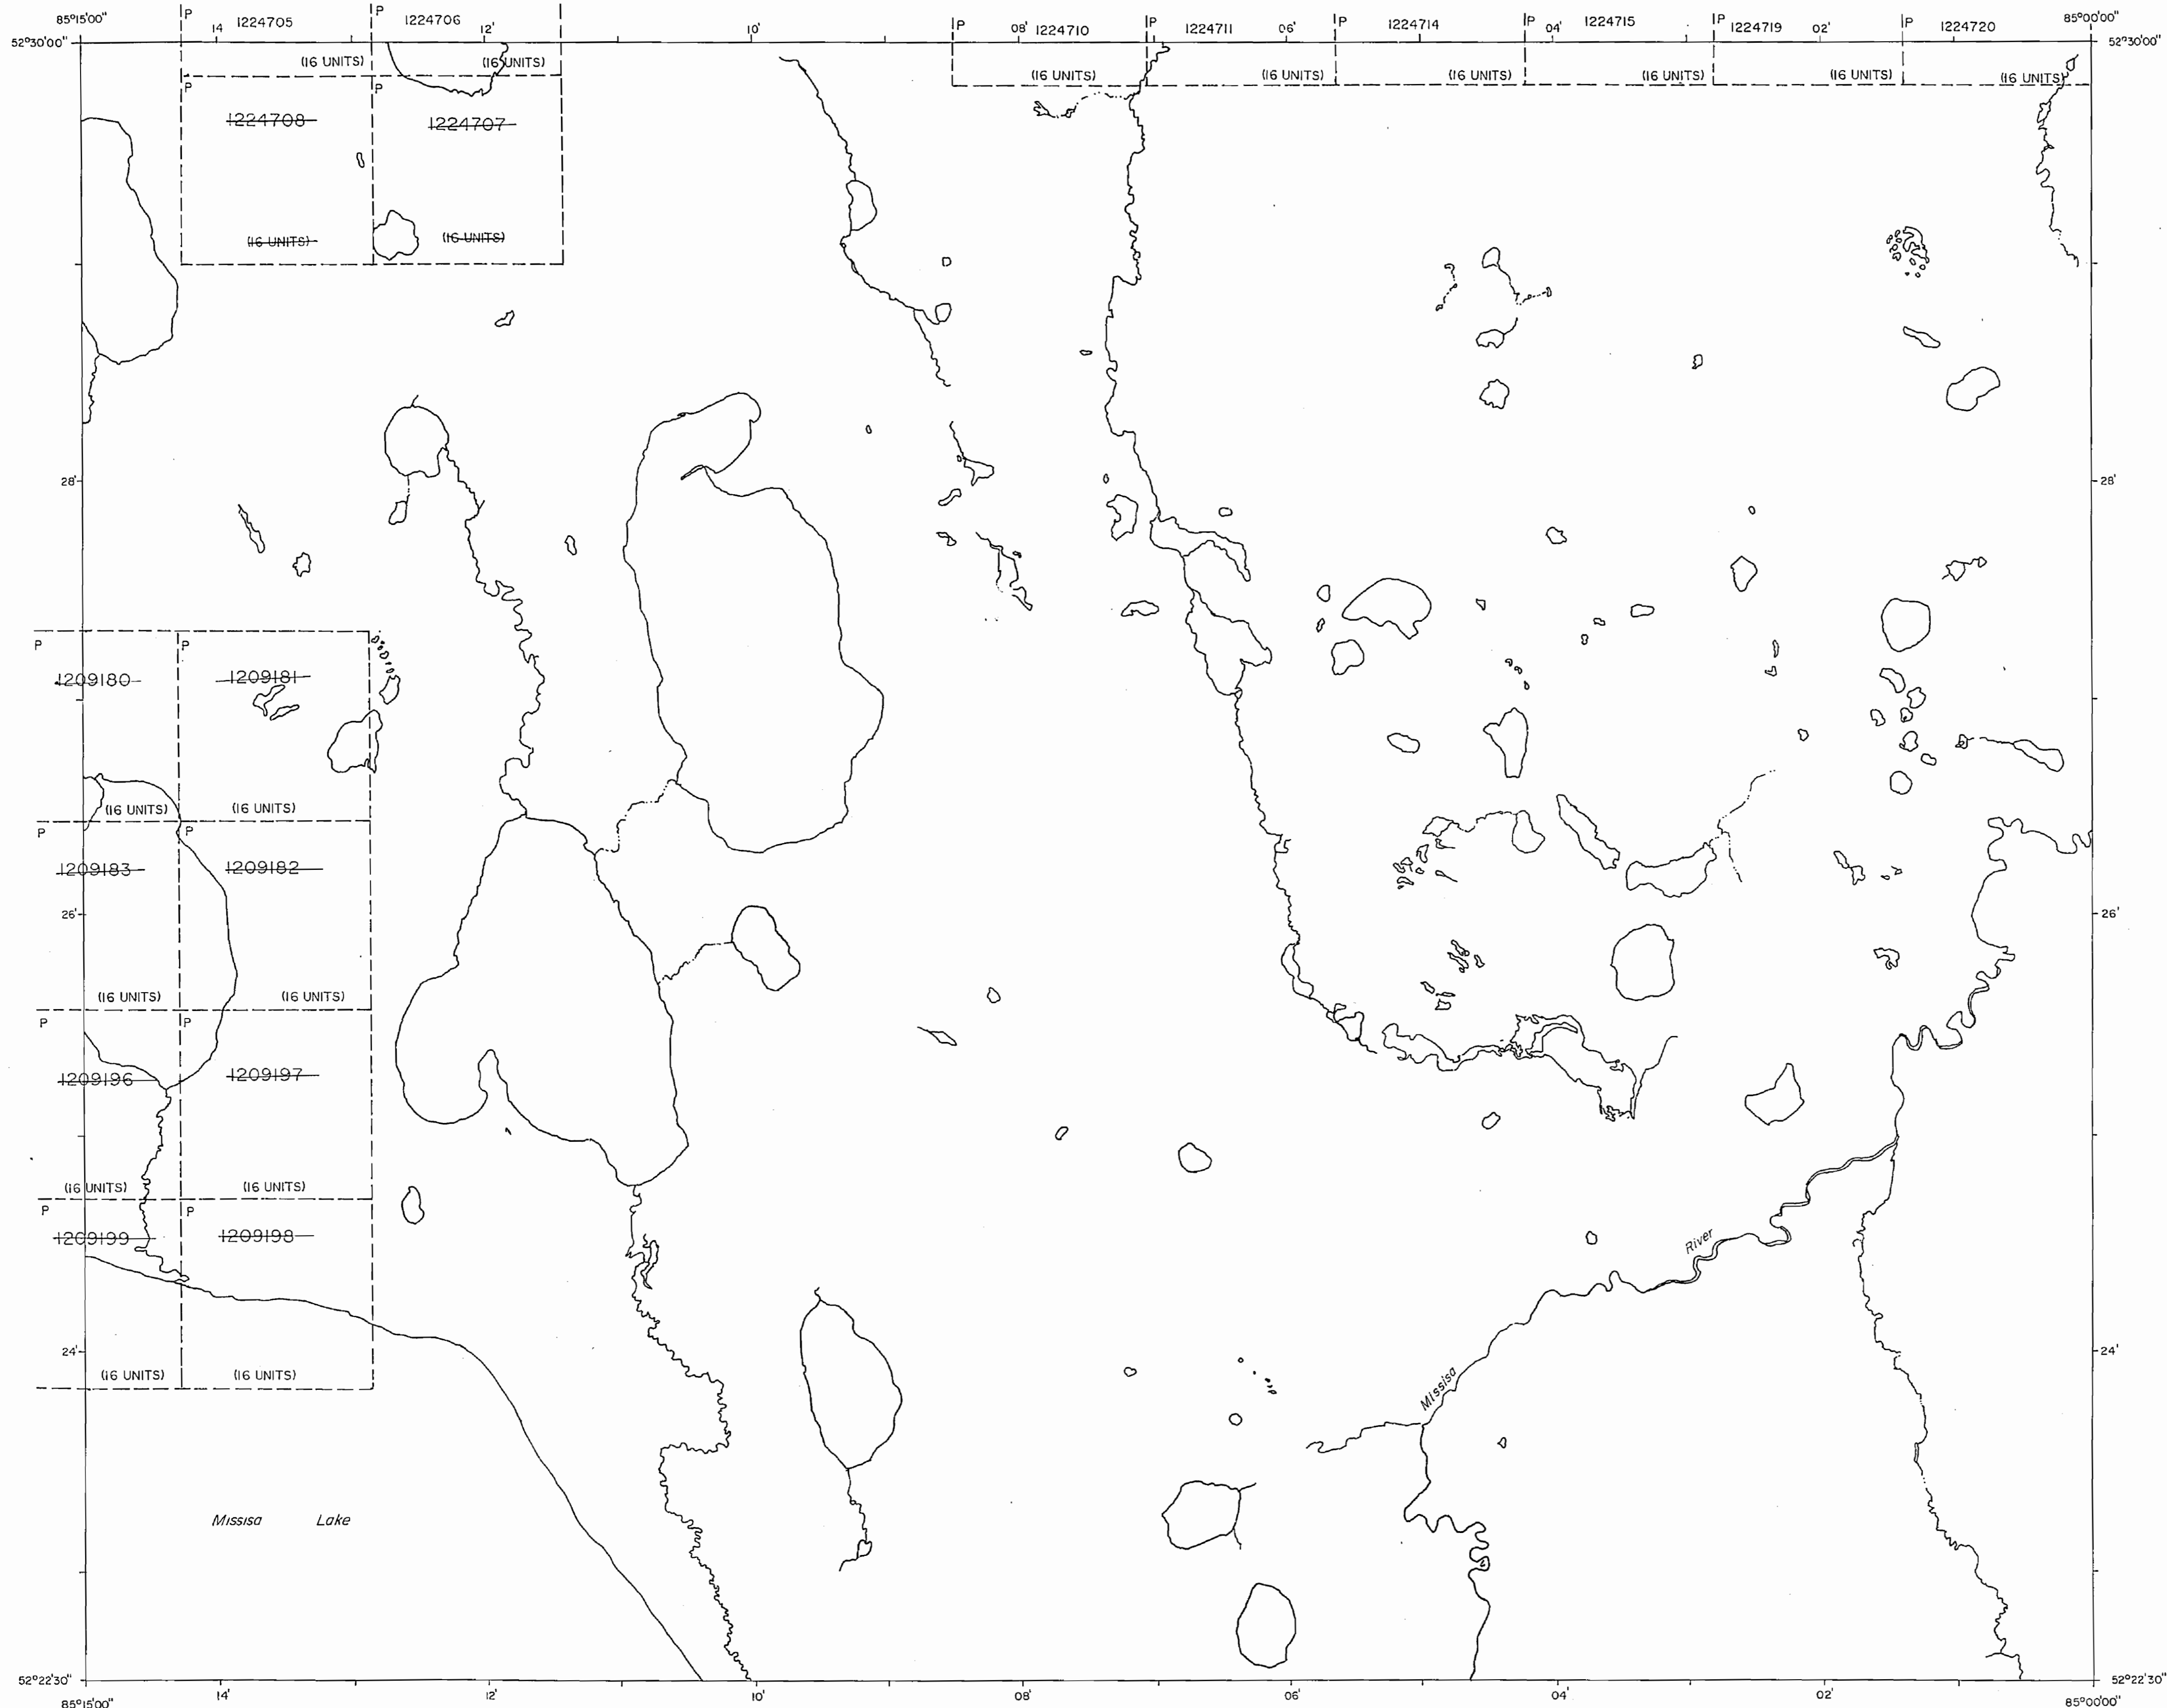 85°15'00" P 1224705 P 1224706 85°00'00"
14 12' 10' P 08' 1224710 P 1224711 06' P 1224714 P 04' 1224715 P 1224719 02' P 1224720
52°30'00" 52°30'00"
(16 UNITS) (16 UNITS) (16 UNITS) (16 UNITS) (16 UNITS) (16 UNITS) (16 UNITS) (16 UNITS)
P P
1224708 1224707
(16 UNITS) (16 UNITS)
28' 28'
P P
1209180 1209181
(16 UNITS) (16 UNITS)
P P
1209183 1209182
26' 26'
(16 UNITS) (16 UNITS)
P P
1209196 1209197
(16 UNITS) (16 UNITS)
P P
1209199 1209198
River
24' 24'
(16 UNITS) (16 UNITS)
Missisa
Missisa Lake
52°22'30" 52°22'30"
85°15'00" 14' 12' 10' 08' 06' 04' 02' 85°00'00"